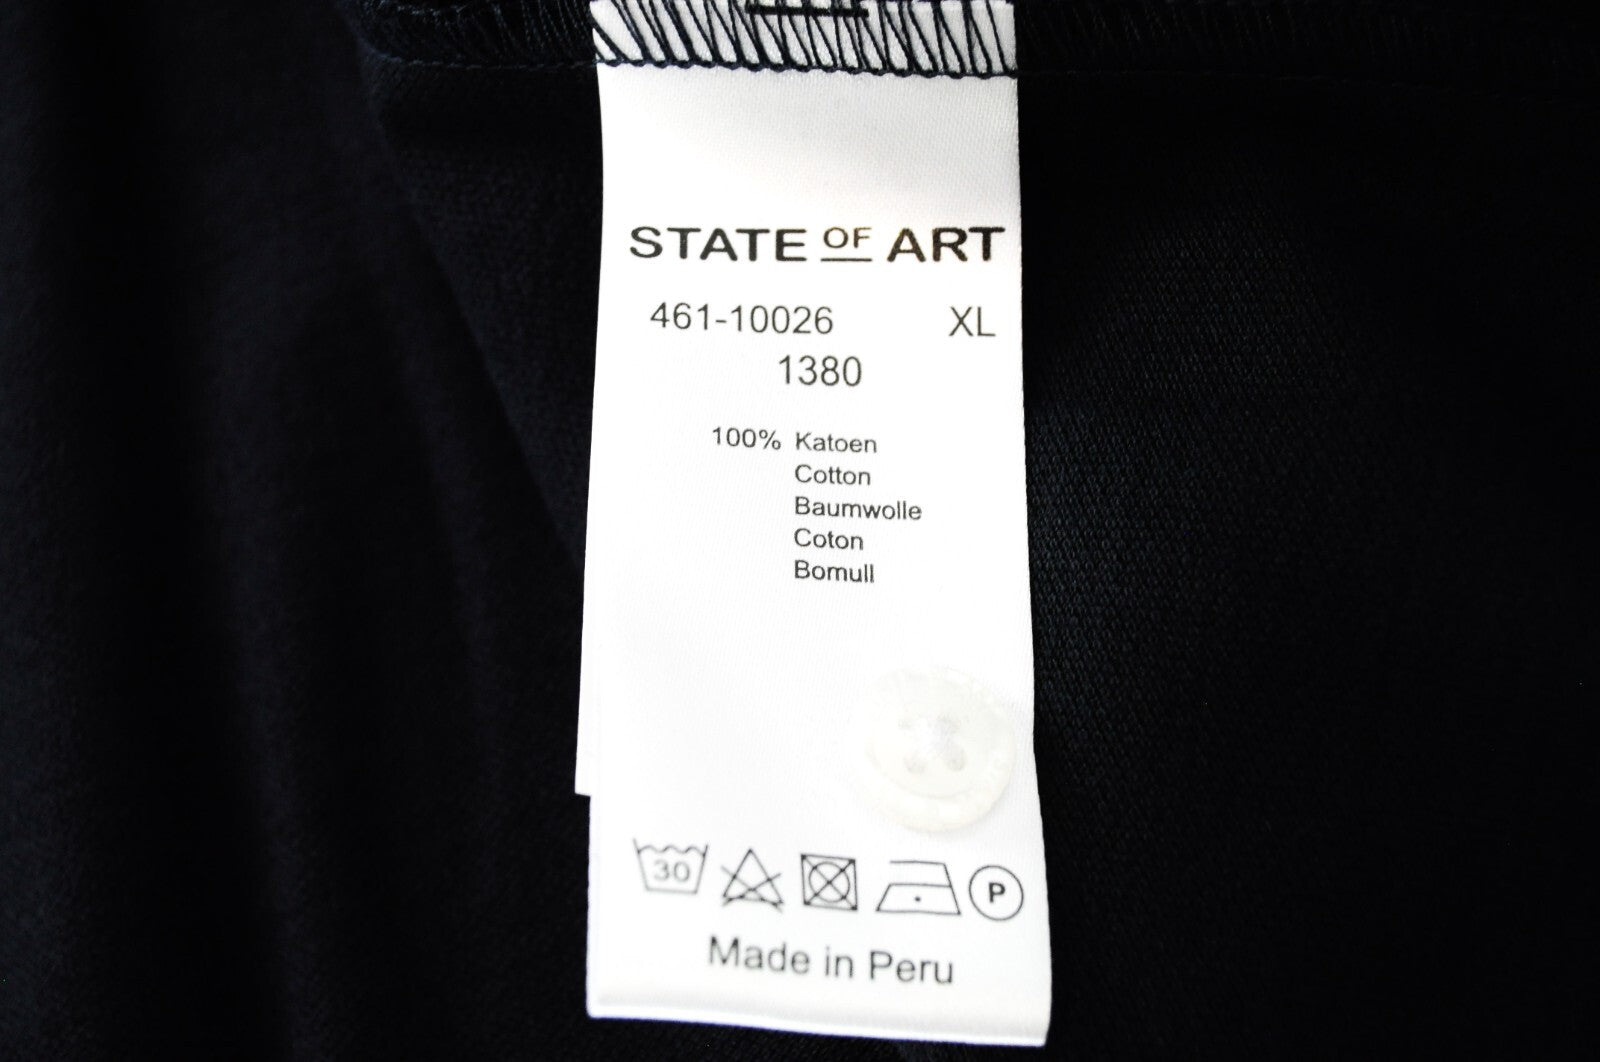 STATE OF ART
461-10026 XL
1380
100% Katoen
Cotton
Baumwolle
Coton
Bomull
30 P
Made in Peru